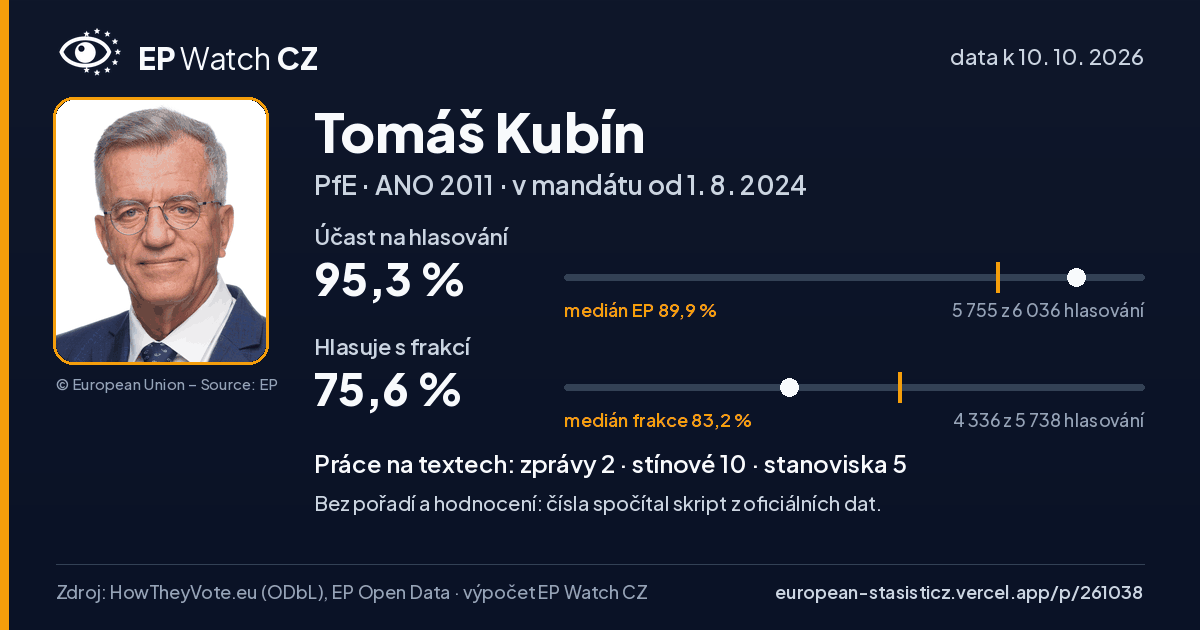 EP Watch CZ
data k 10. 10. 2026
Tomáš Kubín
PfE · ANO 2011 · v mandátu od 1. 8. 2024
Účast na hlasování
95,3 %
medián EP 89,9 %
5 755 z 6 036 hlasování
Hlasuje s frakcí
75,6 %
medián frakce 83,2 %
4 336 z 5 738 hlasování
© European Union – Source: EP
Práce na textech: zprávy 2 · stínové 10 · stanoviska 5
Bez pořadí a hodnocení: čísla spočítal skript z oficiálních dat.
Zdroj: HowTheyVote.eu (ODbL), EP Open Data · výpočet EP Watch CZ
european-stasisticz.vercel.app/p/261038